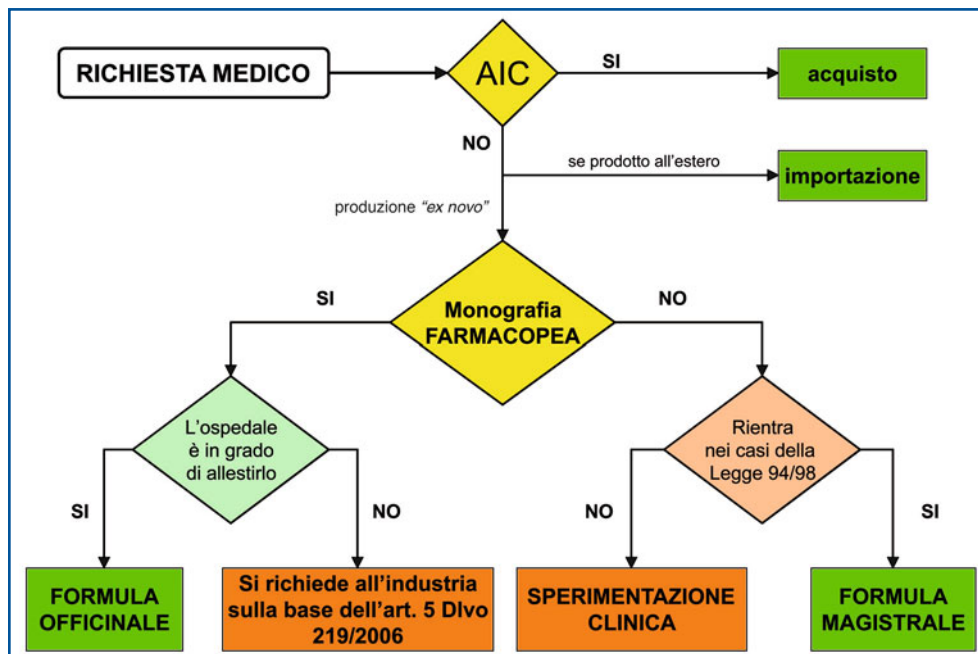 RICHIESTA MEDICO
AIC
SI
acquisto
NO
se prodotto all'estero
importazione
produzione "ex novo"
SI
Monografia
FARMACOPEA
NO
L'ospedale
è in grado
di allestirlo
Rientra
nei casi della
Legge 94/98
SI
NO
NO
SI
FORMULA
OFFICINALE
Si richiede all'industria
sulla base dell'art. 5 Dlvo
219/2006
SPERIMENTAZIONE
CLINICA
FORMULA
MAGISTRALE